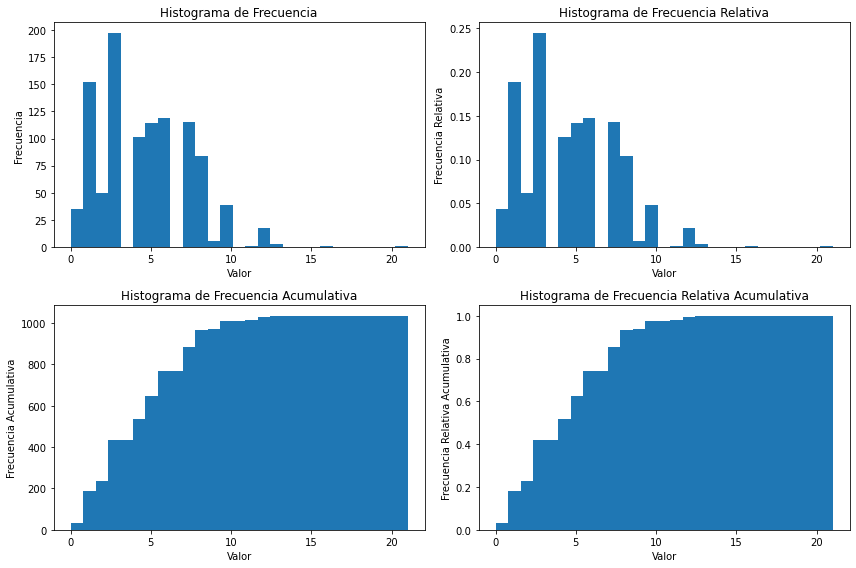 Histograma de Frecuencia
Frecuencia
200
175
150
125
100
75
50
25
0
0 5 10 15 20
Valor
Histograma de Frecuencia Relativa
Frecuencia Relativa
0.25
0.20
0.15
0.10
0.05
0.00
0 5 10 15 20
Valor
Histograma de Frecuencia Acumulativa
Frecuencia Acumulativa
1000
800
600
400
200
0
0 5 10 15 20
Valor
Histograma de Frecuencia Relativa Acumulativa
Frecuencia Relativa Acumulativa
1.0
0.8
0.6
0.4
0.2
0.0
0 5 10 15 20
Valor